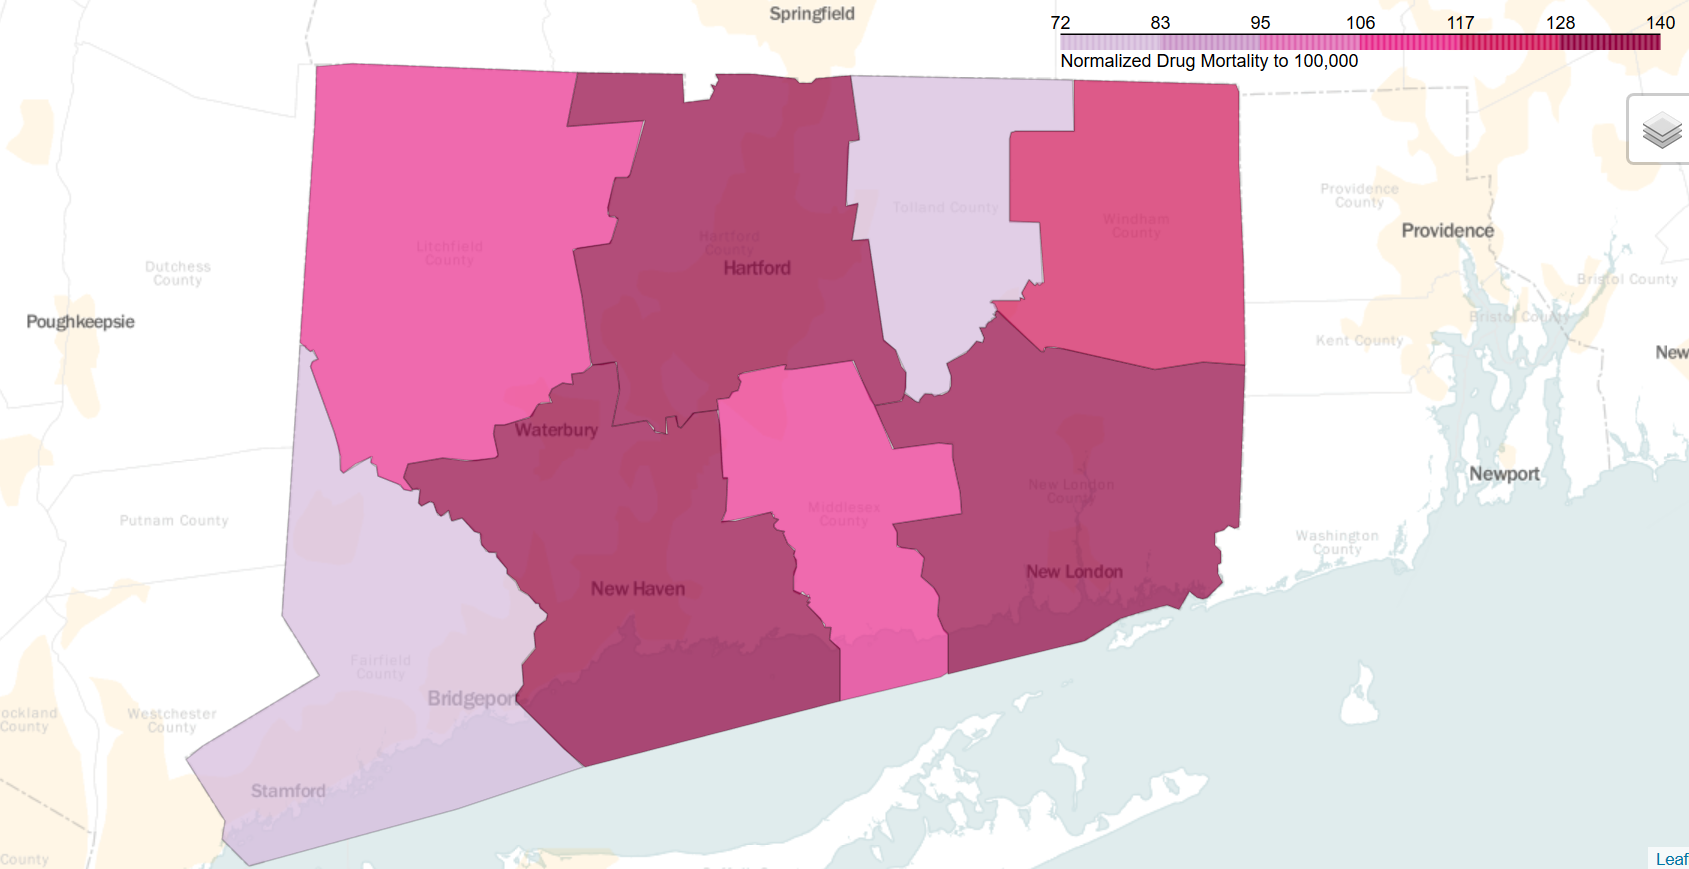 Springfield
72 83 95 106 117 128 140
Normalized Drug Mortality to 100,000
Providence
County
Tolland County
Windham
County
Providence
Hartford
County
Hartford
Litchfield
County
Dutchess
County
Bristol County
Poughkeepsie
Bristol County
Kent County
New
Waterbury
Newport
New London
County
Middlesex
County
Putnam County
Washington
County
New London
New Haven
Fairfield
County
Bridgeport
ockland
County
Westchester
County
Stamford
County
Leaf